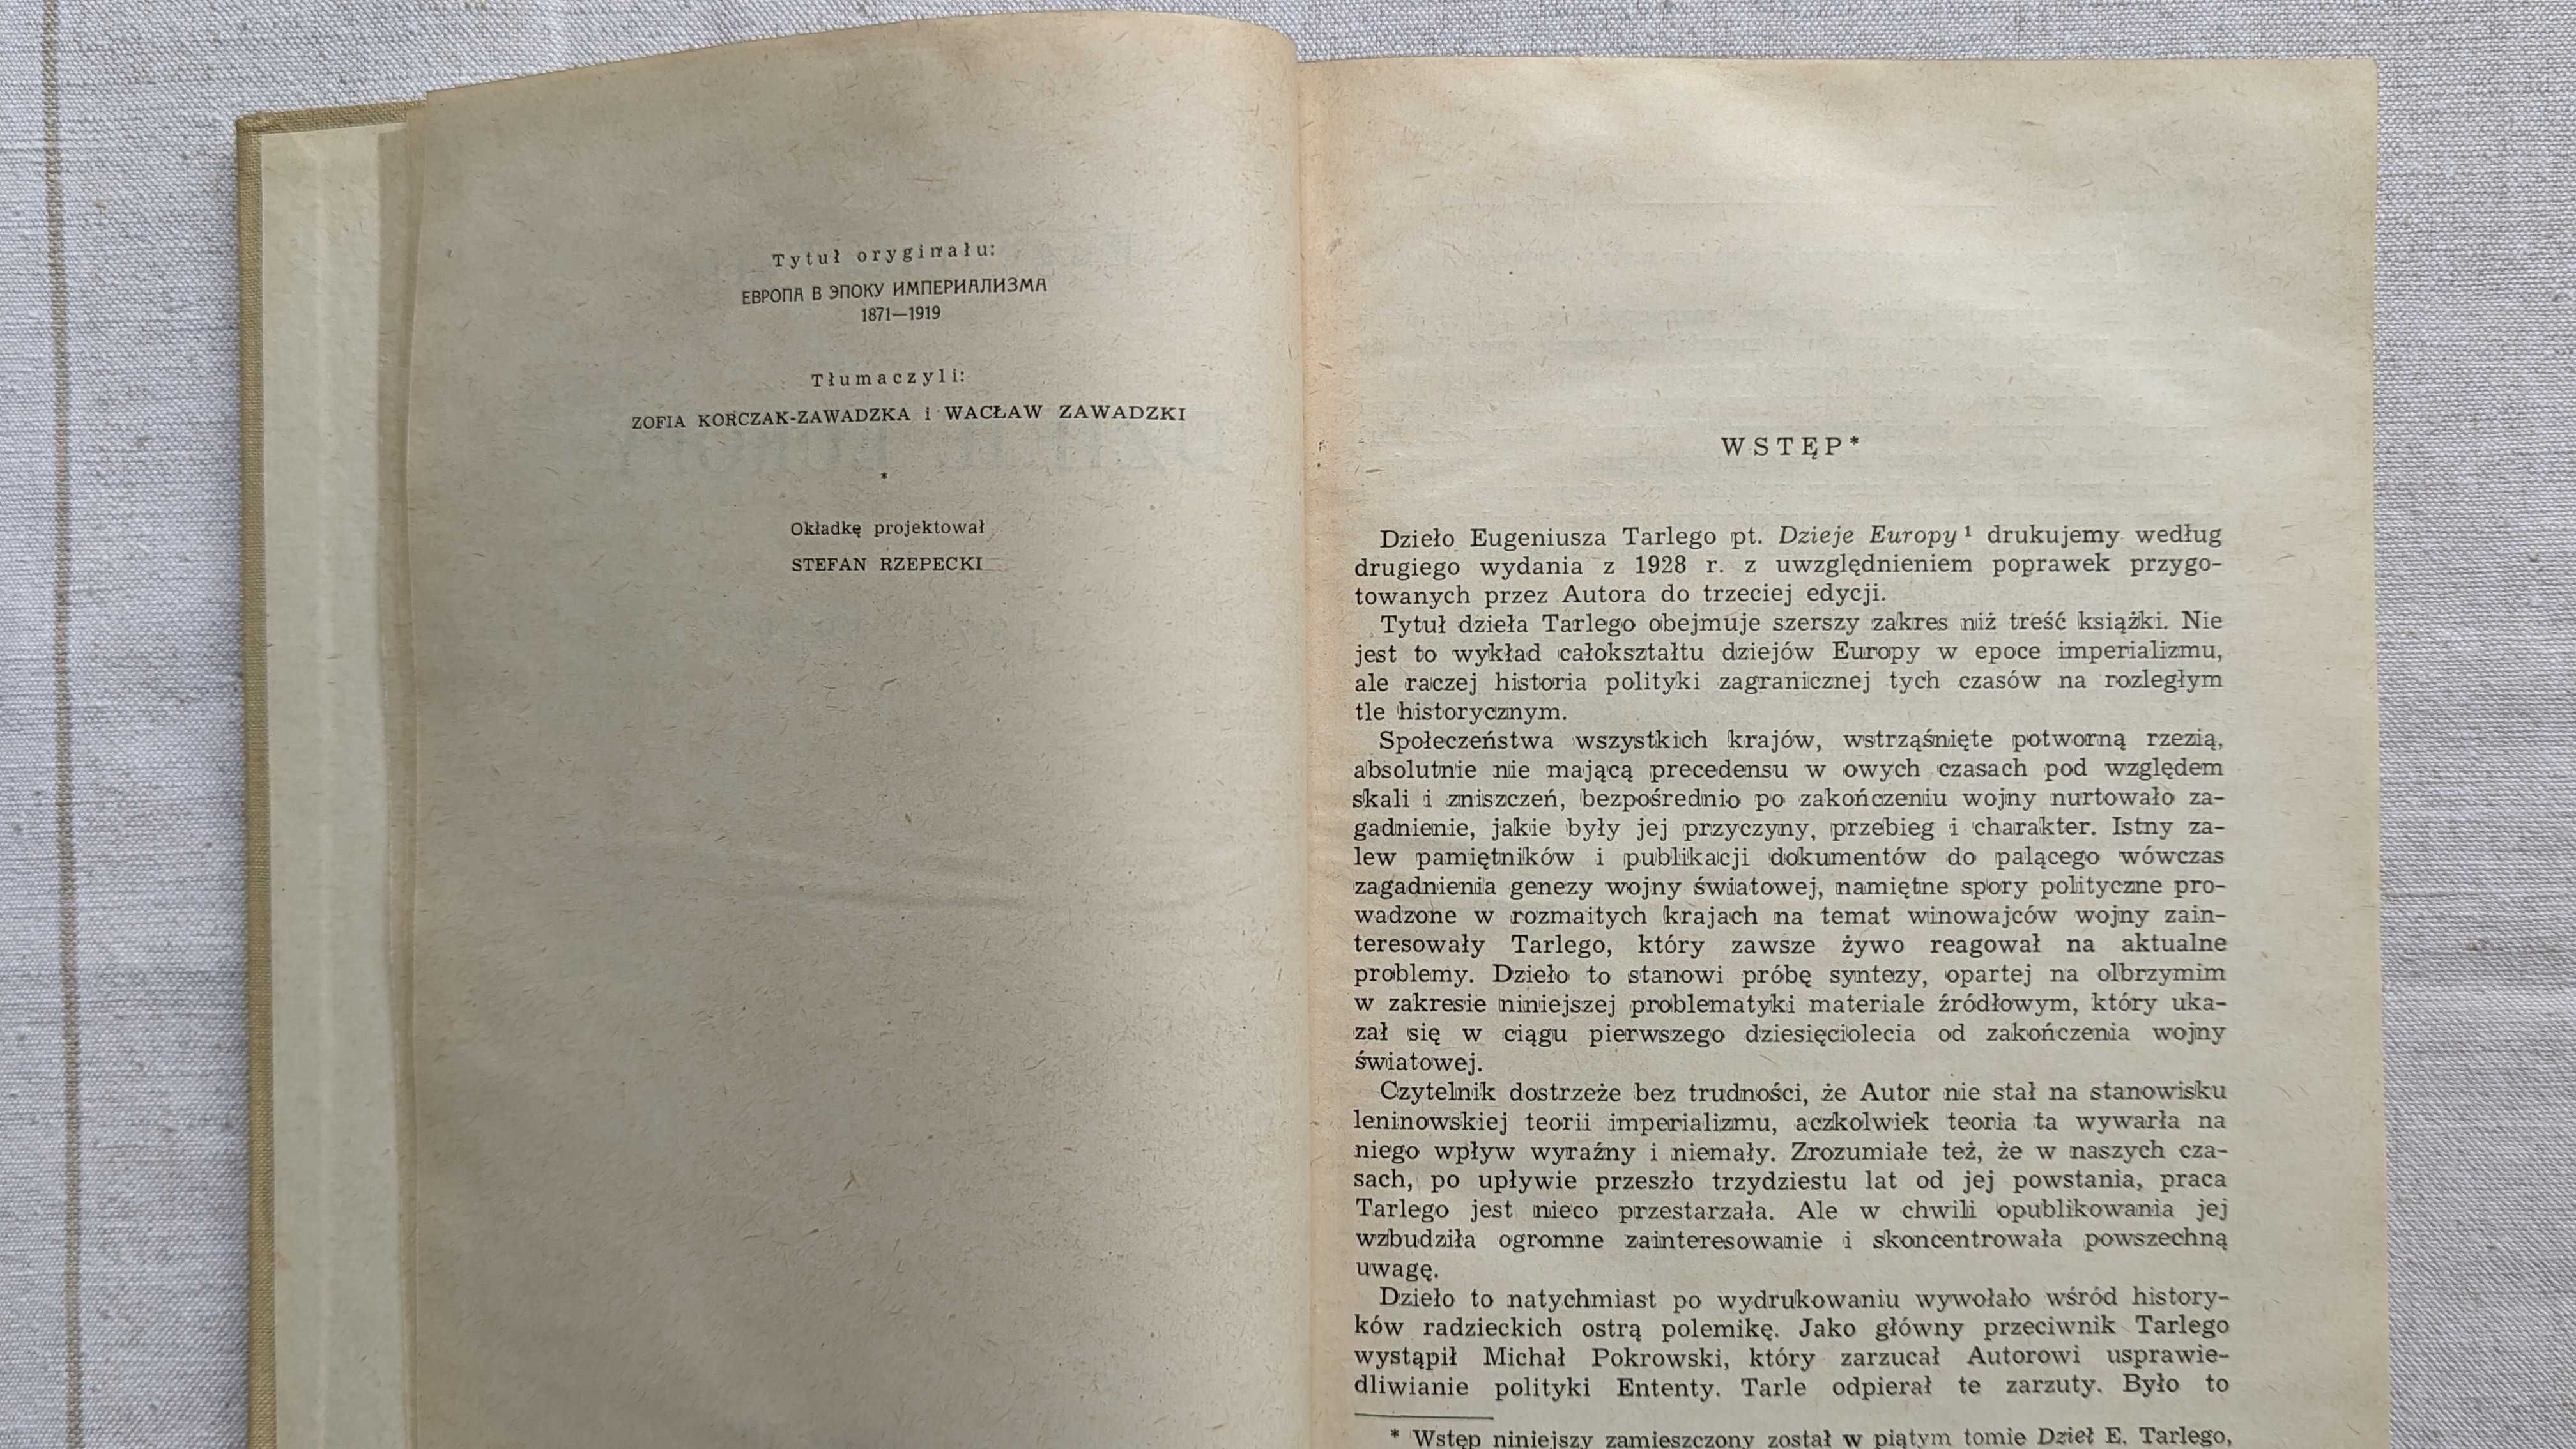 Tytuł oryginału:
ЕВРОПА В ЭПОКУ ИМПЕРИАЛИЗМА
1871—1919
Tłumaczyli:
ZOFIA KORCZAK-ZAWADZKA i WACŁAW ZAWADZKI
*
Okładkę projektował
STEFAN RZEPECKI
WSTĘP*
Dzieło Eugeniusza Tarlego pt. Dzieje Europy ¹ drukujemy według
drugiego wydania z 1928 r. z uwzględnieniem poprawek przygo-
towanych przez Autora do trzeciej edycji.
Tytuł dzieła Tarlego obejmuje szerszy zakres niż treść książki. Nie
jest to wykład całokształtu dziejów Europy w epoce imperializmu,
ale raczej historia polityki zagranicznej tych czasów na rozległym
tle historycznym.
Społeczeństwa wszystkich krajów, wstrząśnięte potworną rzezią,
absolutnie nie mającą precedensu w owych czasach pod względem
skali i zniszczeń, bezpośrednio po zakończeniu wojny nurtowało za-
gadnienie, jakie były jej przyczyny, przebieg i charakter. Istny za-
lew pamiętników i publikacji dokumentów do palącego wówczas
zagadnienia genezy wojny światowej, namiętne spory polityczne pro-
wadzone w rozmaitych krajach na temat winowajców wojny zain-
teresowały Tarlego, który zawsze żywo reagował na aktualne
problemy. Dzieło to stanowi próbę syntezy, opartej na olbrzymim
w zakresie niniejszej problematyki materiale źródłowym, który uka-
zał się w ciągu pierwszego dziesięciolecia od zakończenia wojny
światowej.
Czytelnik dostrzeże bez trudności, że Autor nie stał na stanowisku
leninowskiej teorii imperializmu, aczkolwiek teoria ta wywarła na
niego wpływ wyraźny i niemały. Zrozumiałe też, że w naszych cza-
sach, po upływie przeszło trzydziestu lat od jej powstania, praca
Tarlego jest nieco przestarzała. Ale w chwili opublikowania jej
wzbudziła ogromne zainteresowanie i skoncentrowała powszechną
uwagę.
Dzieło to natychmiast po wydrukowaniu wywołało wśród history-
ków radzieckich ostrą polemikę. Jako główny przeciwnik Tarlego
wystąpił Michał Pokrowski, który zarzucał Autorowi usprawie-
dliwianie polityki Ententy. Tarle odpierał te zarzuty. Było to
* Wstęp niniejszy zamieszczony został w piątym tomie Dzieł E. Tarlego,